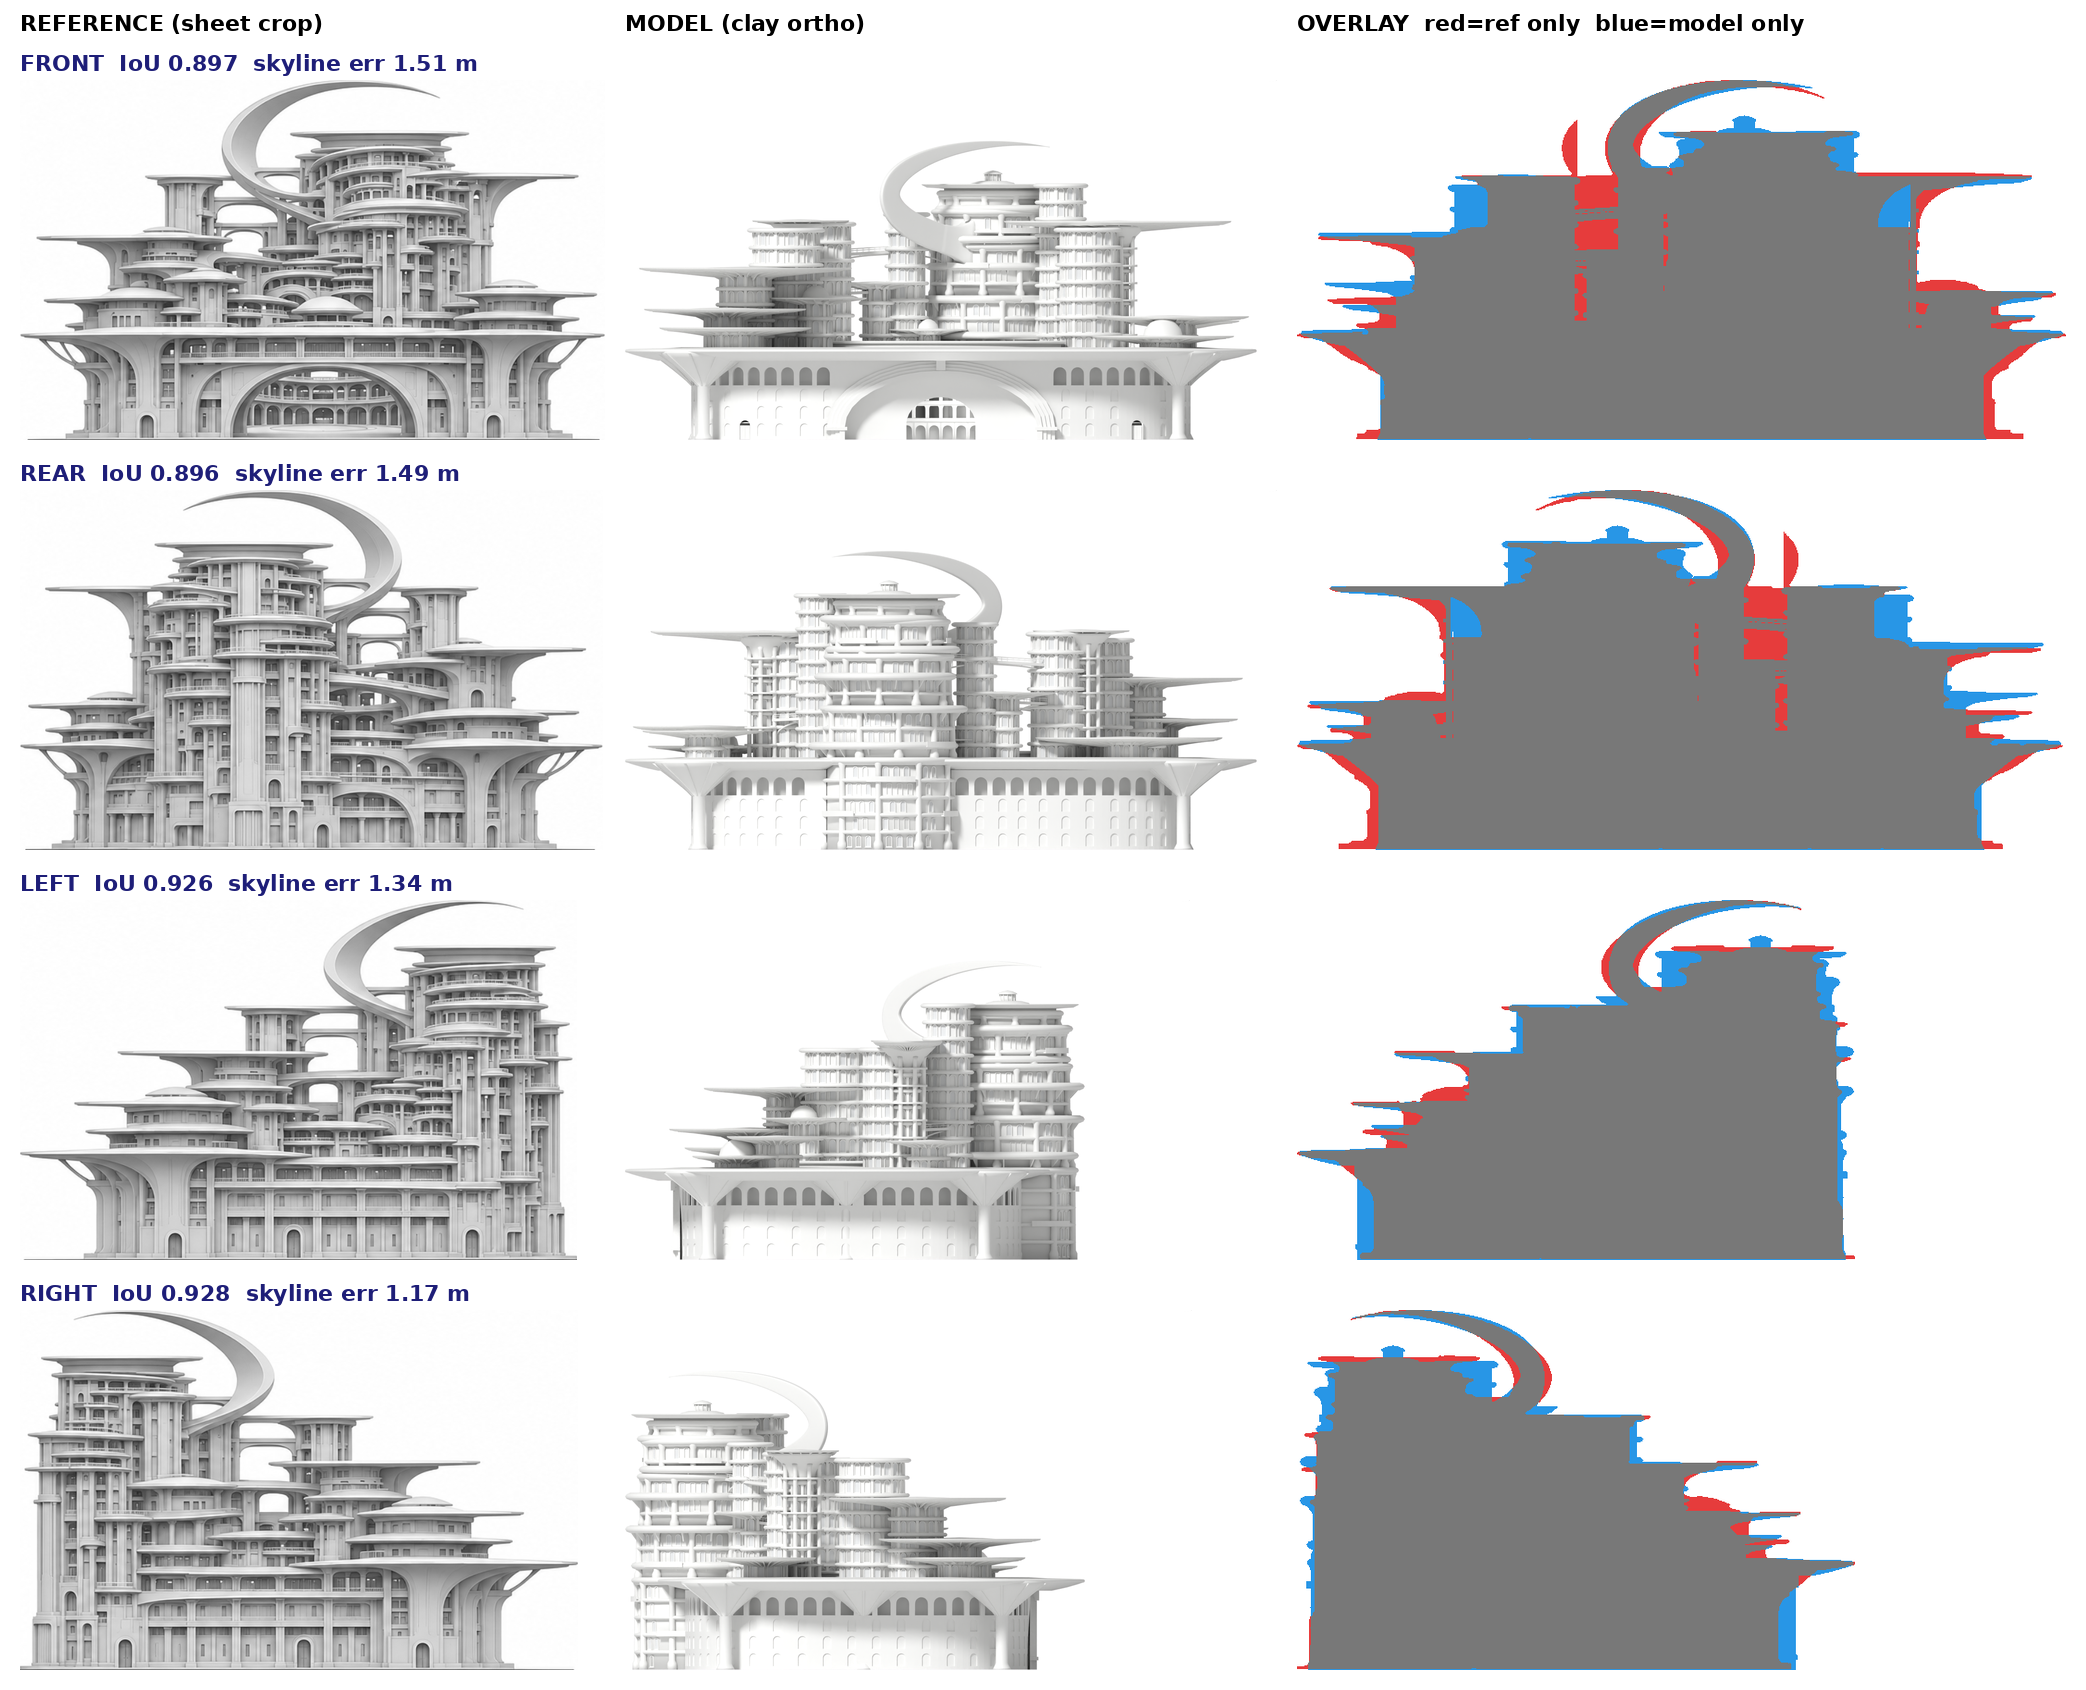 REFERENCE (sheet crop) MODEL (clay ortho) OVERLAY red=ref only blue=model only
FRONT IoU 0.897 skyline err 1.51 m
REAR IoU 0.896 skyline err 1.49 m
LEFT IoU 0.926 skyline err 1.34 m
RIGHT IoU 0.928 skyline err 1.17 m